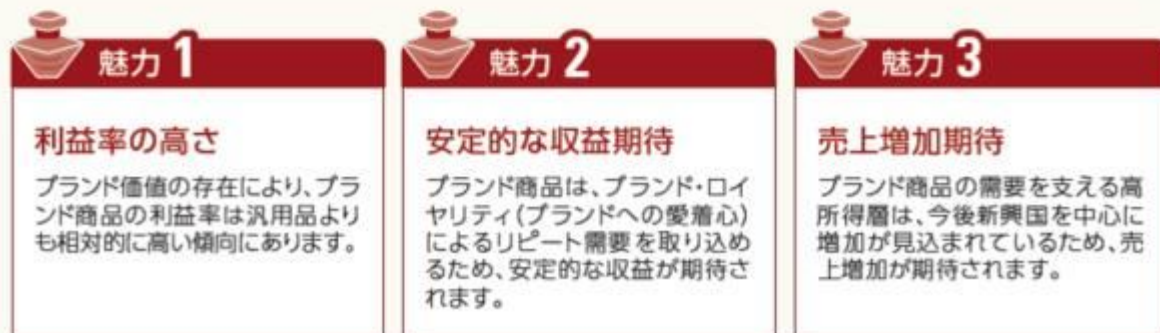 魅力 1
利益率の高さ
ブランド価値の存在により、ブラ
ンド商品の利益率は汎用品より
も相対的に高い傾向にあります。
魅力 2
安定的な収益期待
ブランド商品は、ブランド・ロイ
ヤリティ(ブランドへの愛着心)
によるリピート需要を取り込め
るため、安定的な収益が期待さ
れます。
魅力 3
売上増加期待
ブランド商品の需要を支える高
所得層は、今後新興国を中心に
増加が見込まれているため、売
上増加が期待されます。